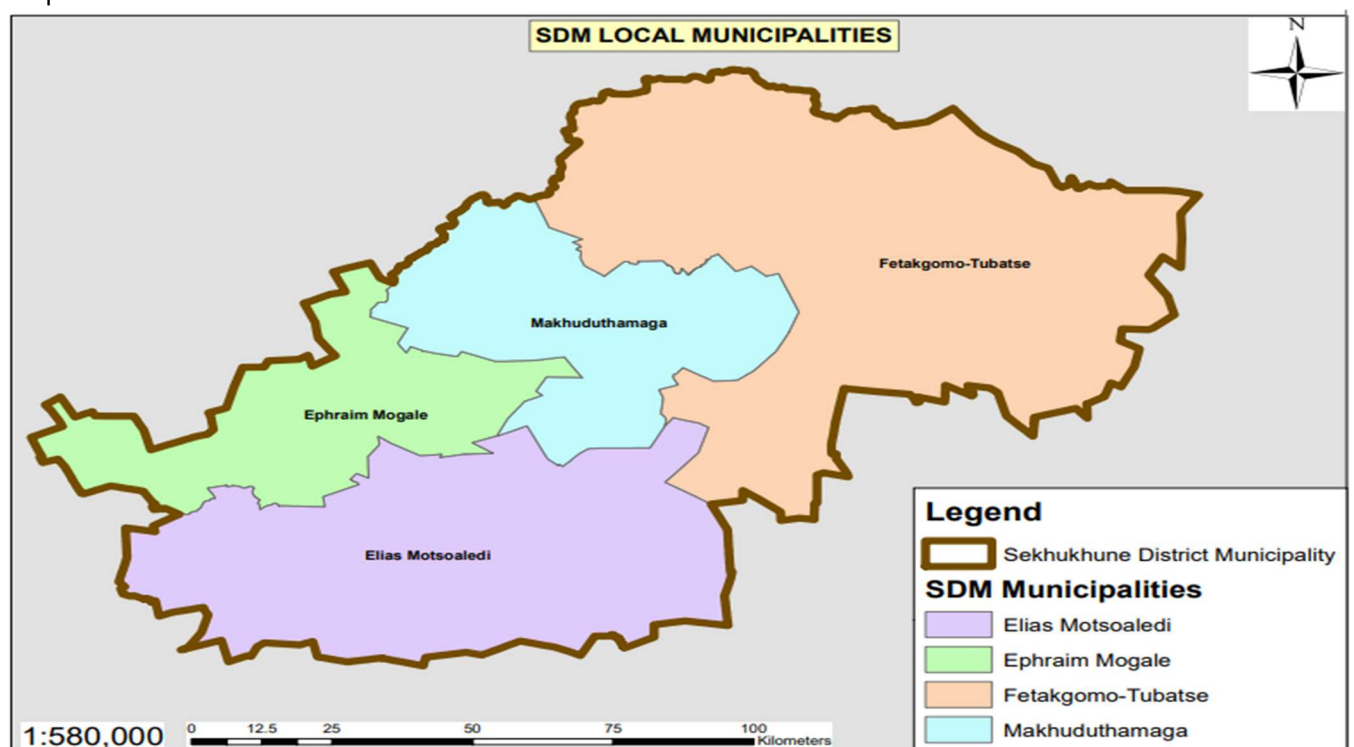 SDM LOCAL MUNICIPALITIES
N
Fetakgomo-Tubatse
Makhuduthamaga
Ephraim Mogale
Elias Motsoaledi
Legend
Sekhukhune District Municipality
SDM Municipalities
Elias Motsoaledi
Ephraim Mogale
Fetakgomo-Tubatse
Makhuduthamaga
1:580,000
0 12.5 25 50 75 100
Kilometers